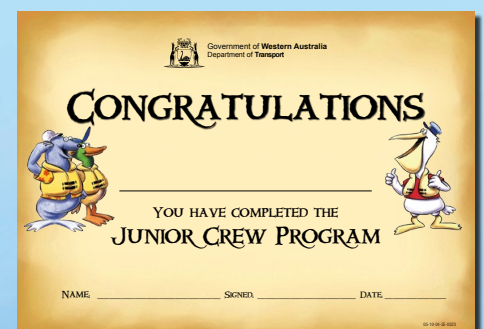 Government of Western Australia
Department of Transport
CONGRATULATIONS
YOU HAVE COMPLETED THE
JUNIOR CREW PROGRAM
NAME SIGNED DATE